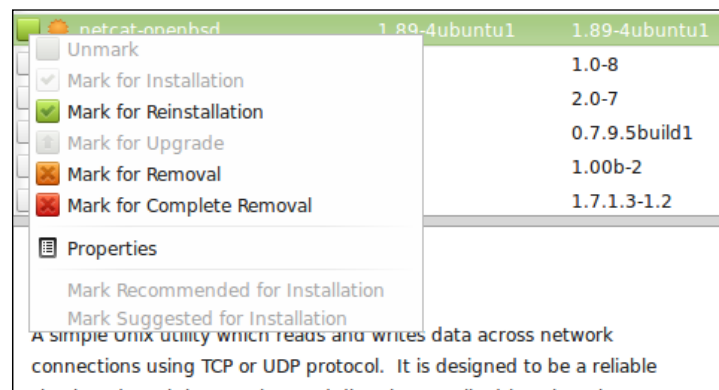 netcat-openbsd 1.89-4ubuntu1 1.89-4ubuntu1
Unmark
Mark for Installation 1.0-8
Mark for Reinstallation 2.0-7
Mark for Upgrade 0.7.9.5build1
Mark for Removal 1.00b-2
Mark for Complete Removal 1.7.1.3-1.2
Properties
Mark Recommended for Installation
Mark Suggested for Installation
A simple Unix utility which reads and writes data across network
connections using TCP or UDP protocol. It is designed to be a reliable